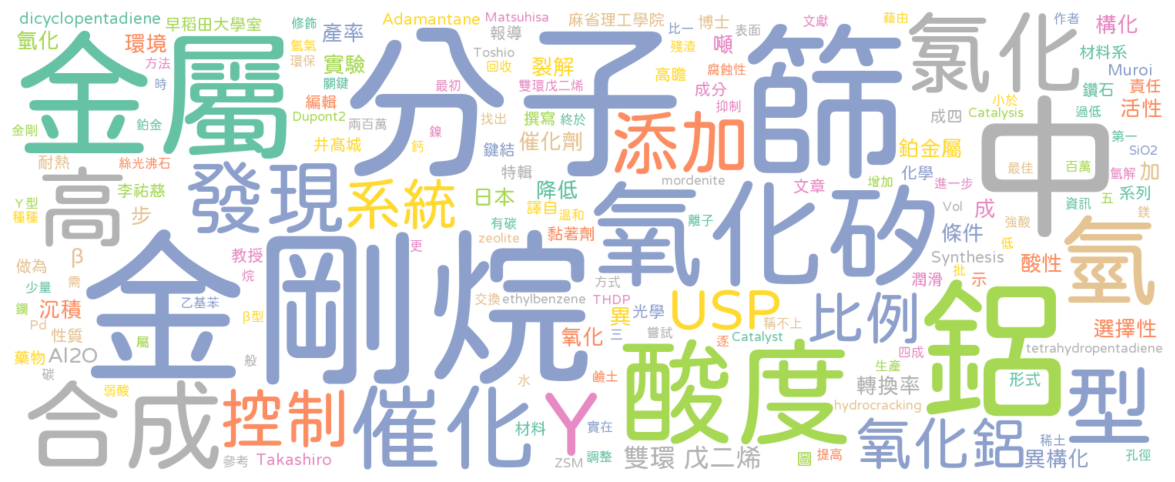 dicyclopentadiene
早稻田大學室
修飾
產率
Adamantane
Matsuhisa
報導
麻省理工學院
比一
博士
表面
文獻
藉由
作者
構化
氫化
環境
方法
氫氣
環保
實驗
Toshio
回收
裂解
高瞻
殘渣
噸
腐蝕性
氯化
材料系
Muroi
金屬
時
關鍵
編輯
Dupont2
最初
雙環戊二烯
成分
抑制
鑽石
責任
小於
Catalysis
過低
活性
成四
分子篩
兩百萬
撰寫
終於
找出
催化劑
添加
中
第一
SiO2
金剛
鉑金
井髙城
鎳
鈣
鍵結
特輯
鉑金屬
化學
最佳
百萬
氫解
加
耐熱
絲光沸石
高
發現
系統
日本
降低
mordenite
文章
增加
進一步
五
系列
李祐慈
Y型
種種
步
譯自
溫和
有碳
黏著劑
氧化矽
離子
Vol
成
強酸
資訊
鎂
條件
低
氫
做為
β
需
教授
烷
更
zeolite
方式
Synthesis
批
示
酸性
少量
沉積
金剛烷
乙基苯
β型
交換
ethylbenzene
THDP
光學
嘗試
異
USP
稱不上
潤滑
比例
鋁
鑭
Pd
性質
藥物
屬
Al2O
氧化
三
逐
Catalyst
選擇性
tetrahydropentadiene
碳
弱酸
般
水
鹼土
酸度
生產
四成
轉換率
形式
型
合成
控制
催化
Y
材料
實在
hydrocracking
氧化鋁
稀土
異構化
孔徑
參考
Takashiro
ZSM
調整
雙環 戊二烯
圖
提高